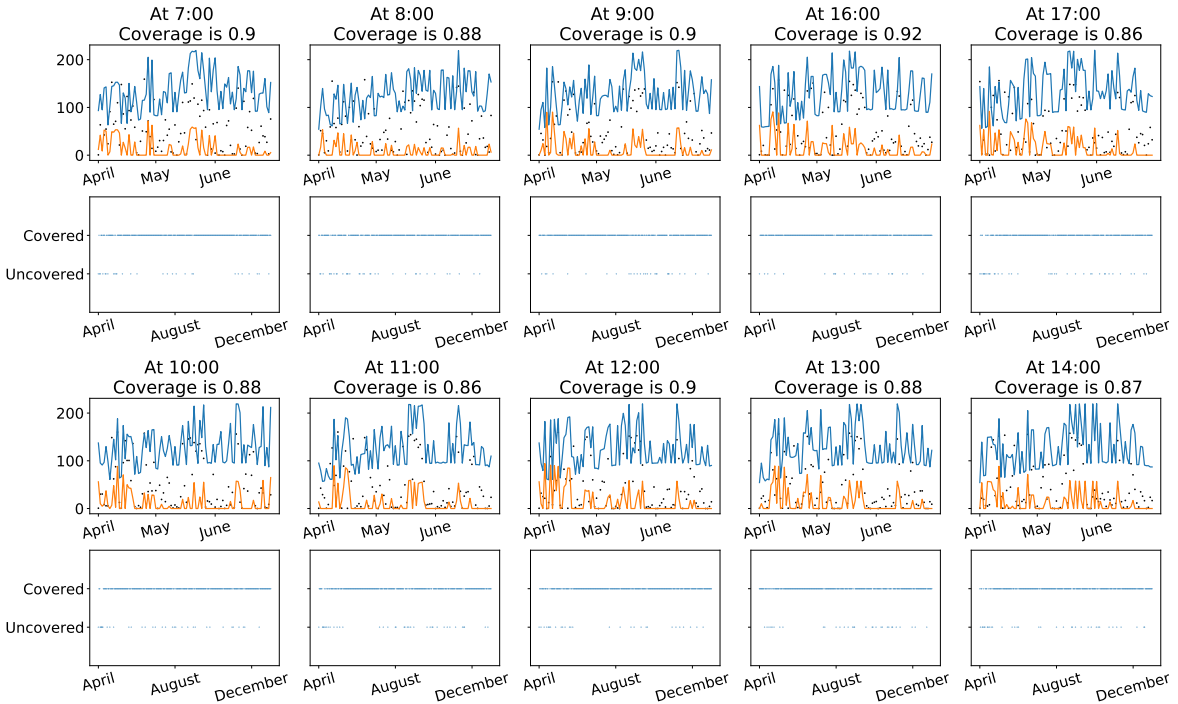 At 7:00
Coverage is 0.9
At 8:00
Coverage is 0.88
At 9:00
Coverage is 0.9
At 16:00
Coverage is 0.92
At 17:00
Coverage is 0.86
200
100
0
April May June
April May June
April May June
April May June
April May June
Covered
Uncovered
April August December
April August December
April August December
April August December
April August December
At 10:00
Coverage is 0.88
At 11:00
Coverage is 0.86
At 12:00
Coverage is 0.9
At 13:00
Coverage is 0.88
At 14:00
Coverage is 0.87
200
100
0
April May June
April May June
April May June
April May June
April May June
Covered
Uncovered
April August December
April August December
April August December
April August December
April August December